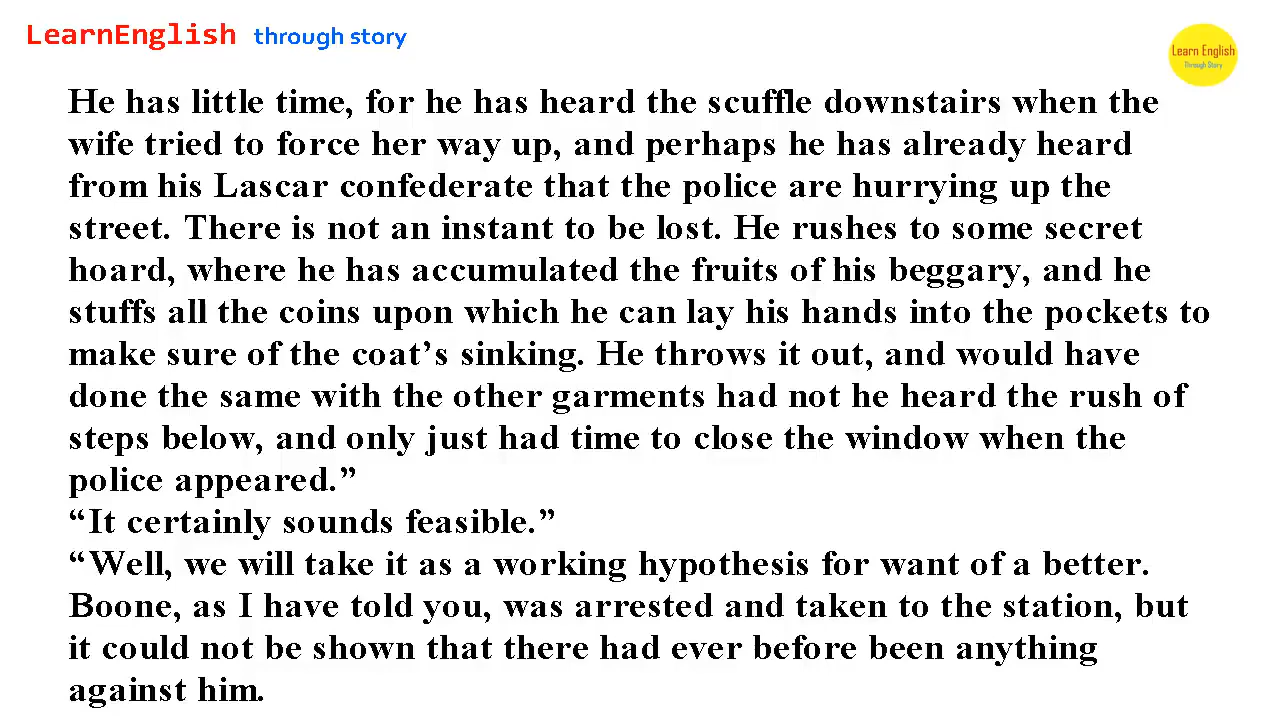 LearnEnglish through story
Learn English
Through Story
He has little time, for he has heard the scuffle downstairs when the
wife tried to force her way up, and perhaps he has already heard
from his Lascar confederate that the police are hurrying up the
street. There is not an instant to be lost. He rushes to some secret
hoard, where he has accumulated the fruits of his beggary, and he
stuffs all the coins upon which he can lay his hands into the pockets to
make sure of the coat’s sinking. He throws it out, and would have
done the same with the other garments had not he heard the rush of
steps below, and only just had time to close the window when the
police appeared.”
“It certainly sounds feasible.”
“Well, we will take it as a working hypothesis for want of a better.
Boone, as I have told you, was arrested and taken to the station, but
it could not be shown that there had ever before been anything
against him.